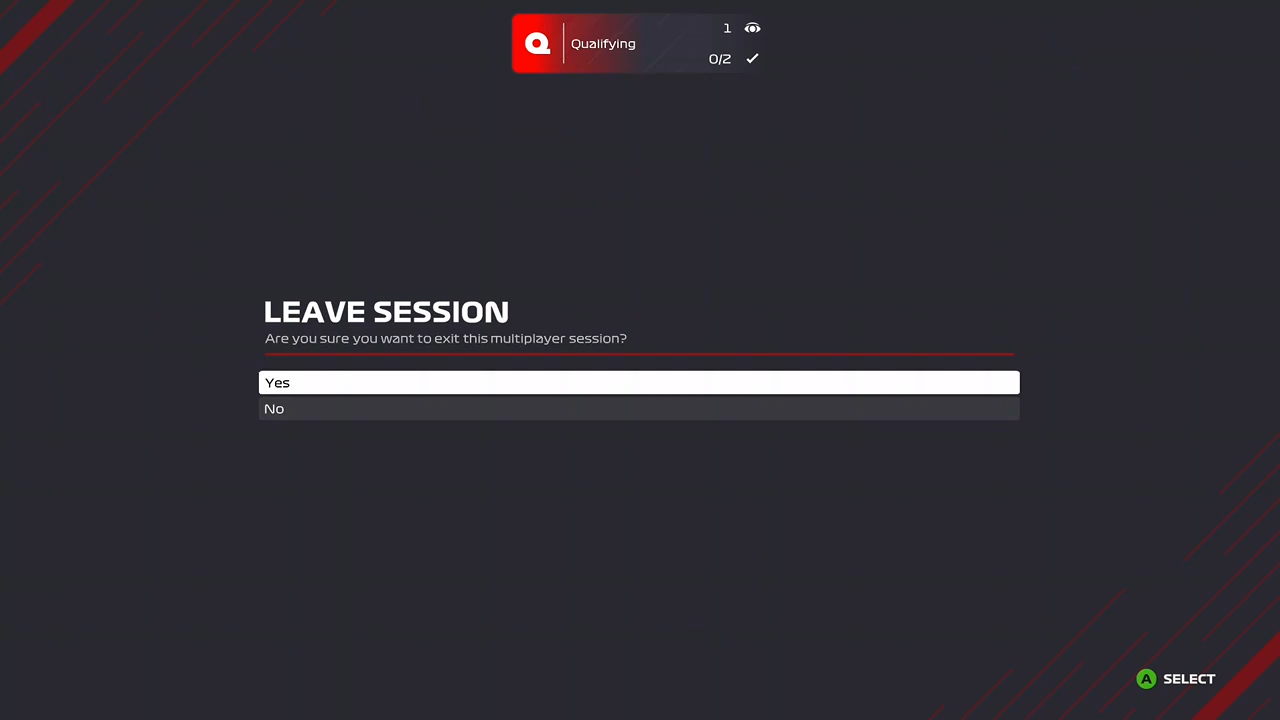 Q
Qualifying
1
0/2
LEAVE SESSION
Are you sure you want to exit this multiplayer session?
Yes
No
A SELECT